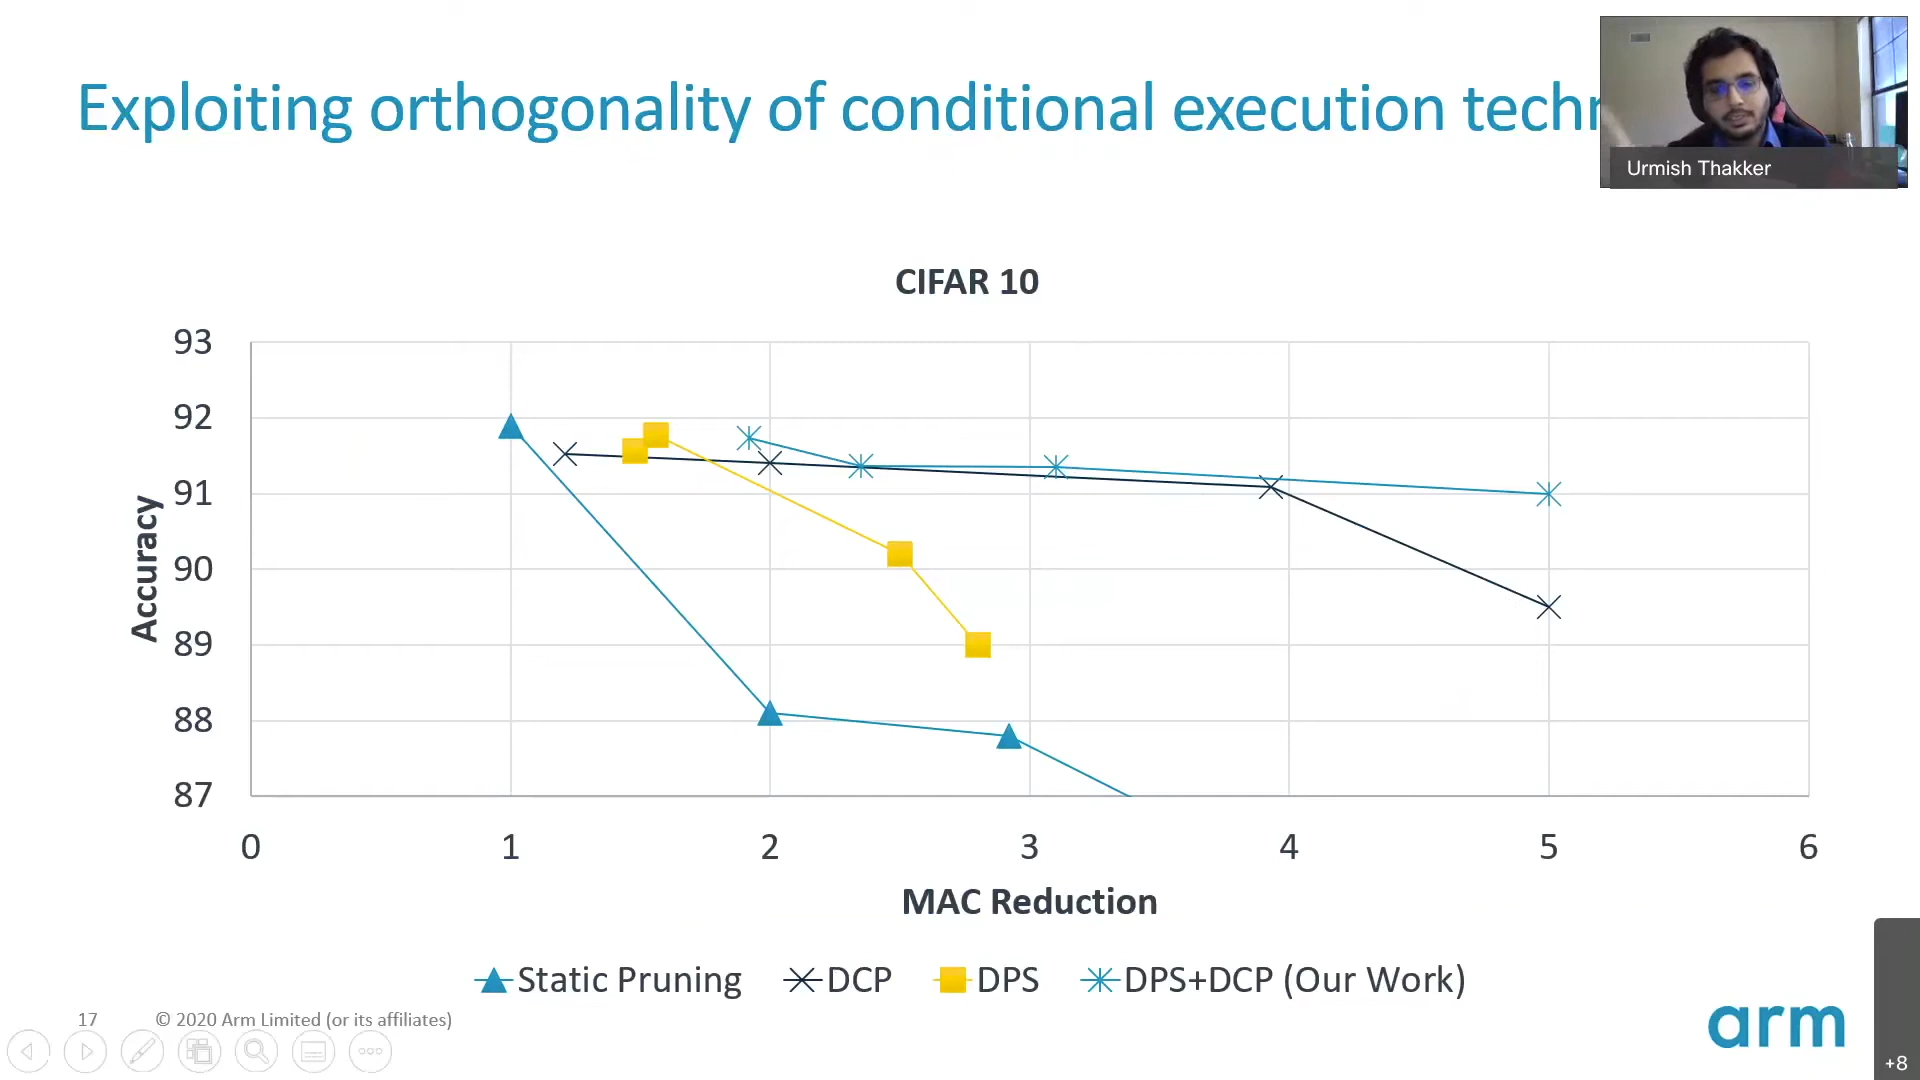 Exploiting orthogonality of conditional execution
Urmish Thakker
CIFAR 10
93
92
91
90
89
88
87
Accuracy
0 1 2 3 4 5 6
MAC Reduction
Static Pruning DCP DPS DPS+DCP (Our Work)
17 © 2020 Arm Limited (or its affiliates)
arm
+8